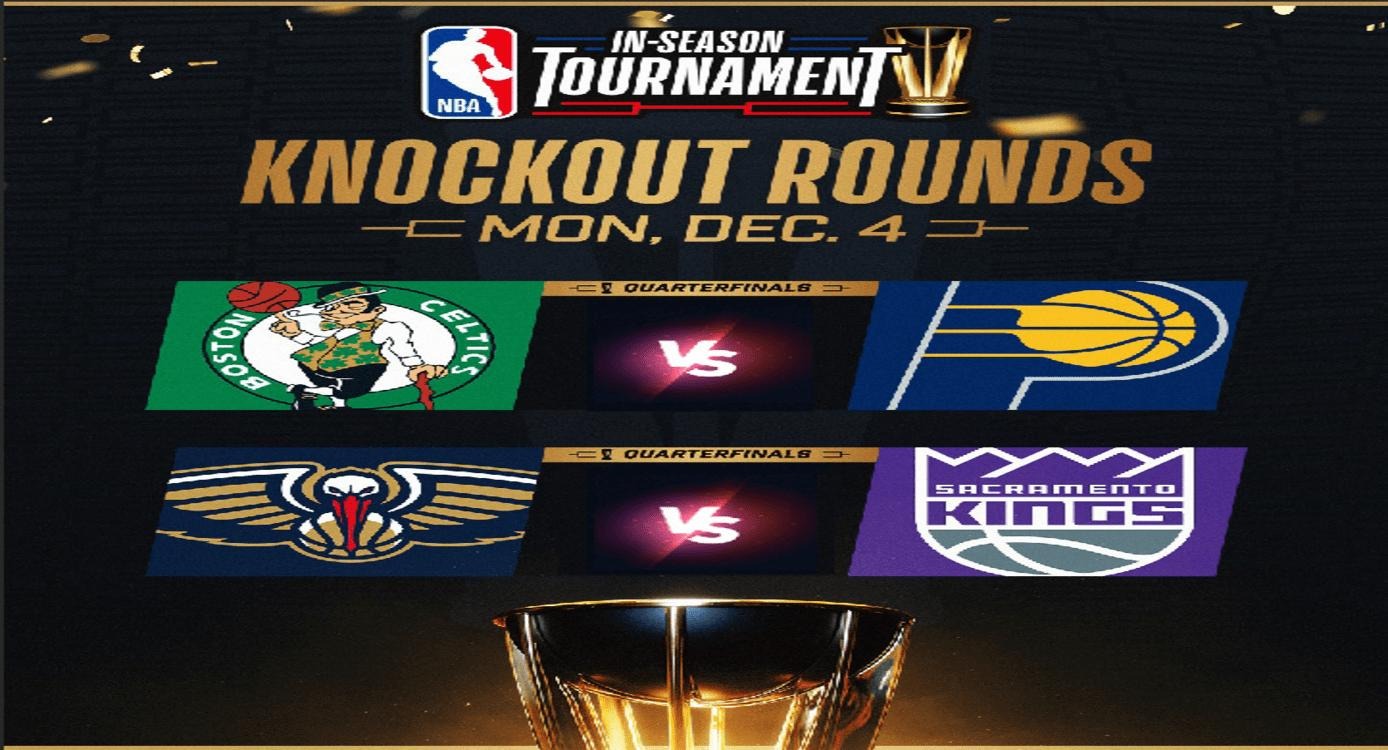 NBA
IN-SEASON
TOURNAMENT
KNOCKOUT ROUNDS
MON, DEC. 4
QUARTERFINALS
BOSTON CELTICS
VS
QUARTERFINALS
VS
SACRAMENTO
KINGS